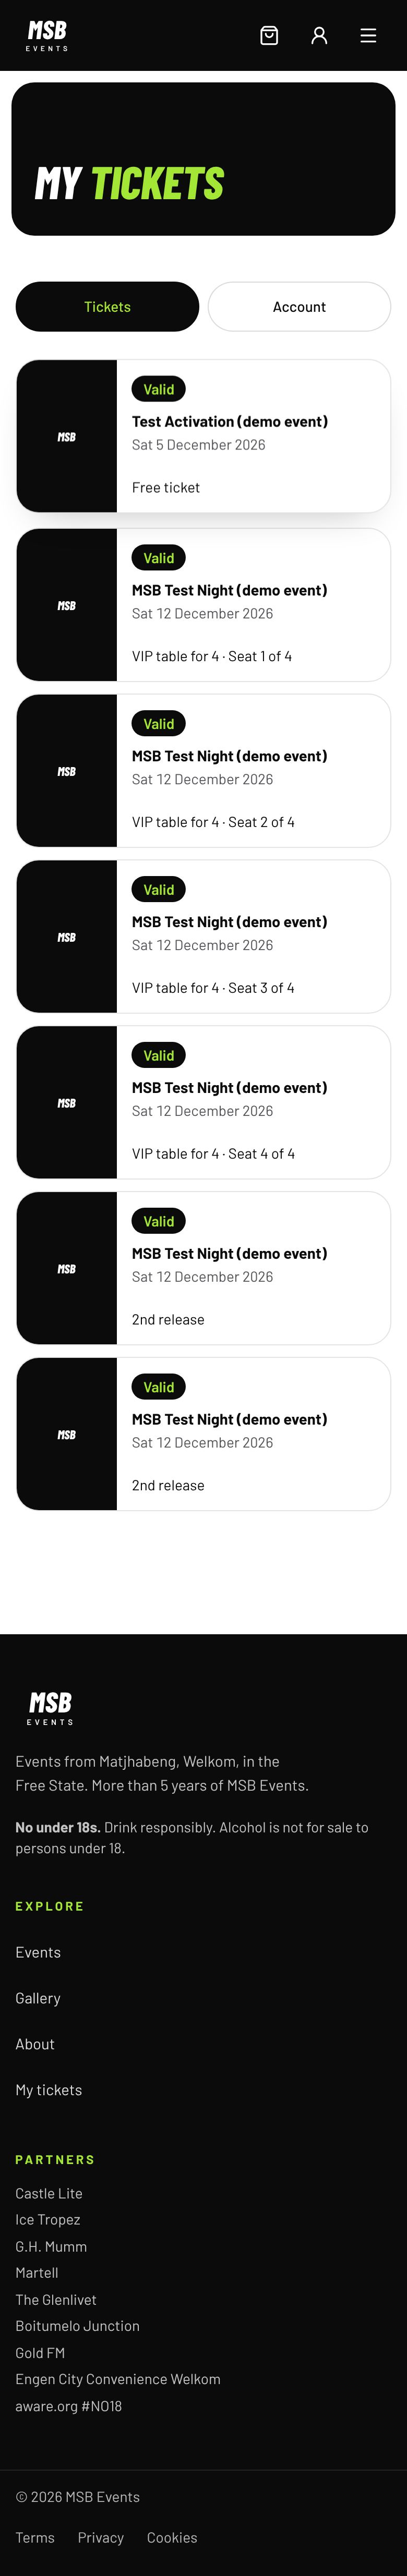 MSB
EVENTS
MY TICKETS
Tickets
Account
Valid
MSB
Test Activation (demo event)
Sat 5 December 2026
Free ticket
Valid
MSB
MSB Test Night (demo event)
Sat 12 December 2026
VIP table for 4 · Seat 1 of 4
Valid
MSB
MSB Test Night (demo event)
Sat 12 December 2026
VIP table for 4 · Seat 2 of 4
Valid
MSB
MSB Test Night (demo event)
Sat 12 December 2026
VIP table for 4 · Seat 3 of 4
Valid
MSB
MSB Test Night (demo event)
Sat 12 December 2026
VIP table for 4 · Seat 4 of 4
Valid
MSB
MSB Test Night (demo event)
Sat 12 December 2026
2nd release
Valid
MSB
MSB Test Night (demo event)
Sat 12 December 2026
2nd release
MSB
EVENTS
Events from Matjhabeng, Welkom, in the
Free State. More than 5 years of MSB Events.
No under 18s. Drink responsibly. Alcohol is not for sale to
persons under 18.
EXPLORE
Events
Gallery
About
My tickets
PARTNERS
Castle Lite
Ice Tropez
G.H. Mumm
Martell
The Glenlivet
Boitumelo Junction
Gold FM
Engen City Convenience Welkom
aware.org #NO18
© 2026 MSB Events
Terms
Privacy
Cookies